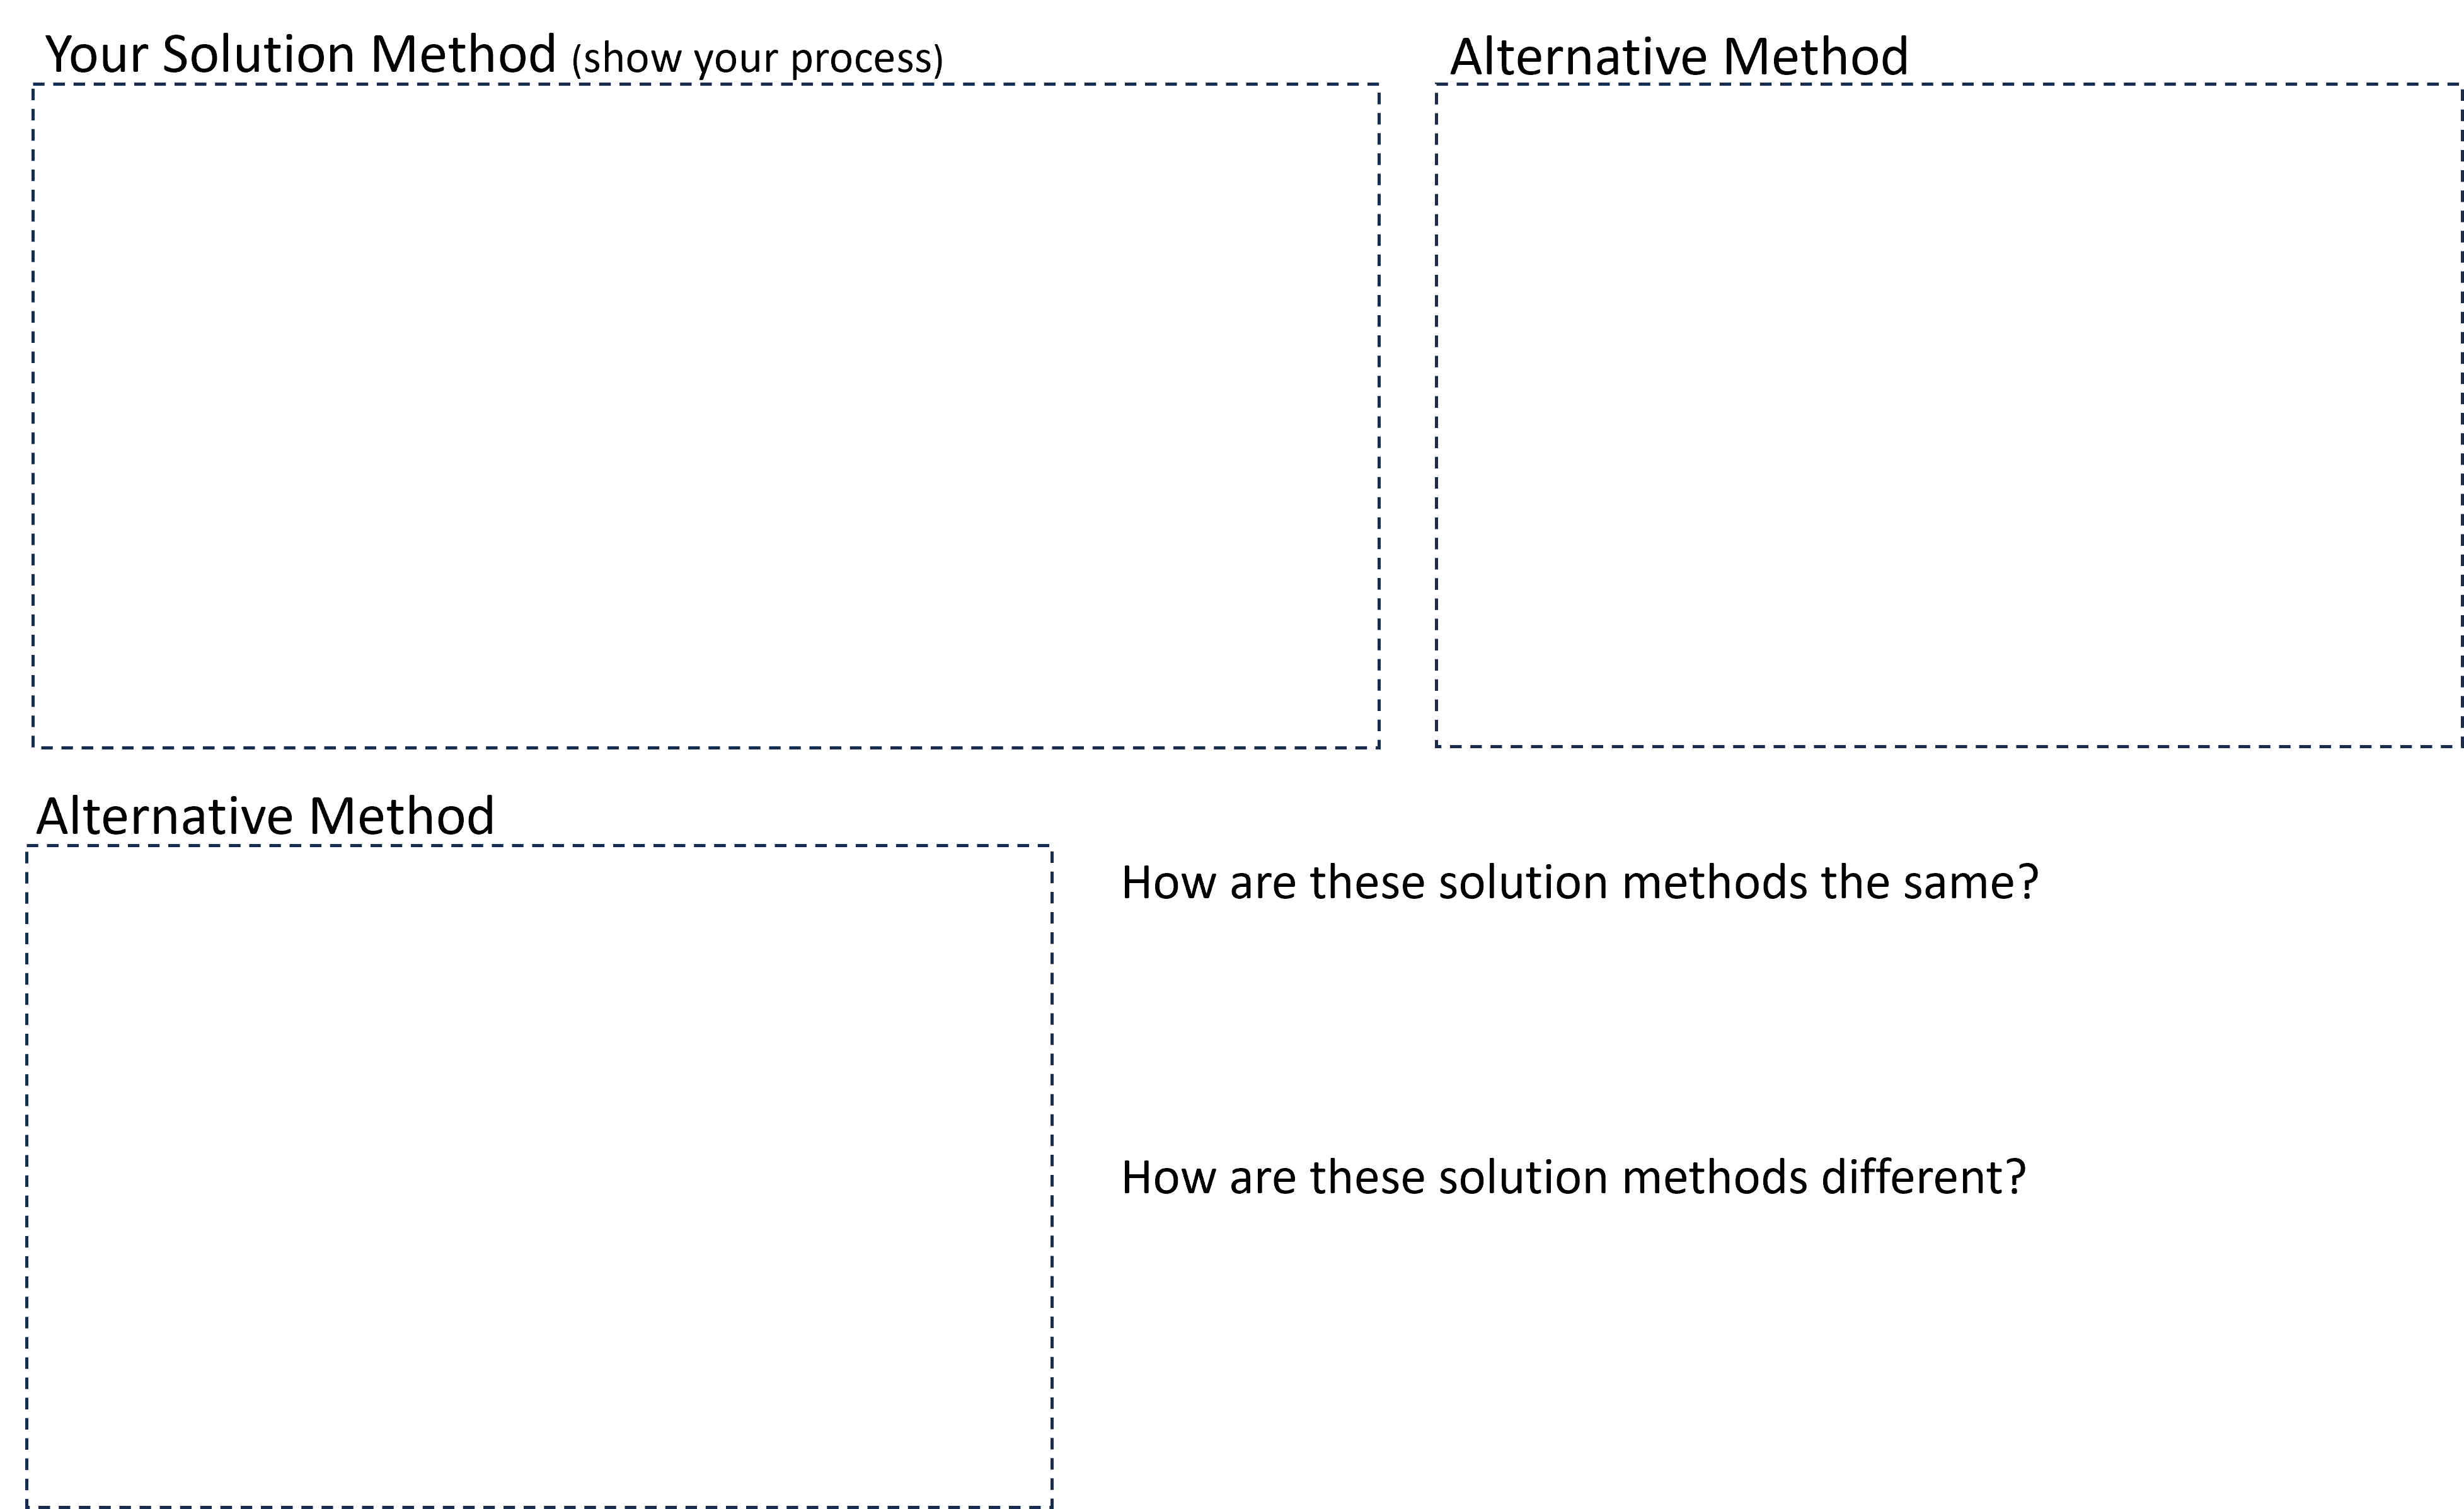 Your Solution Method (show your process)
Alternative Method
Alternative Method
How are these solution methods the same?
How are these solution methods different?